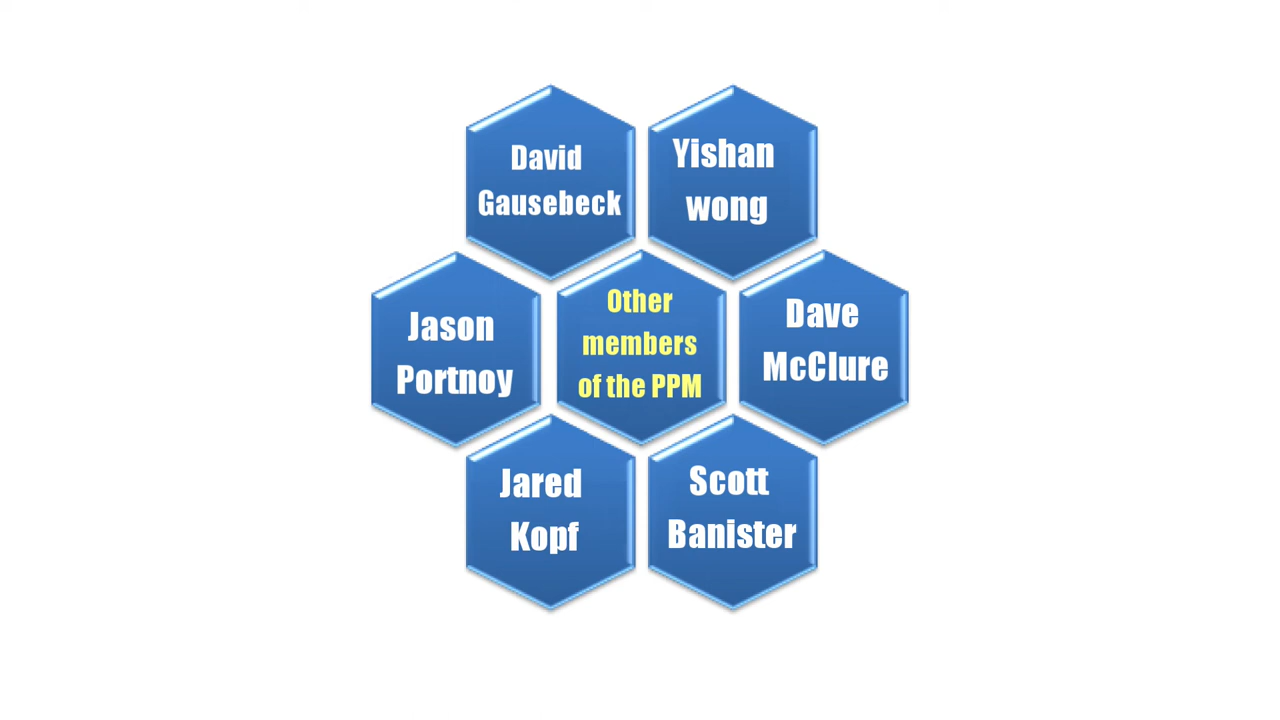 David
Gausebeck
Yishan
wong
Jason
Portnoy
Other
members
of the PPM
Dave
McClure
Jared
Kopf
Scott
Banister